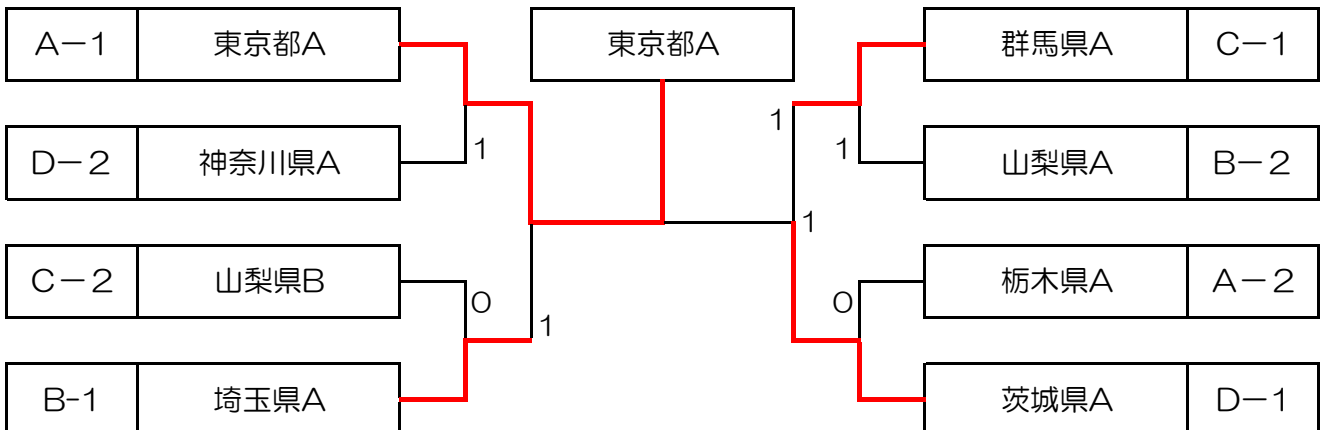 A－1 東京都A 東京都A 群馬県A C－1
1
D－2 神奈川県A 1 1 山梨県A B－2
1
C－2 山梨県B 栃木県A A－2
0 0
1
B-1 埼玉県A 茨城県A D－1